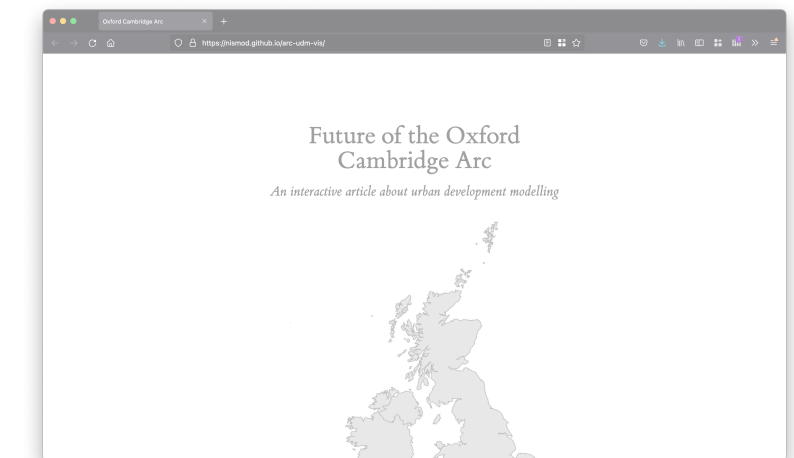 Oxford Cambridge Arc
https://nismod.github.io/arc-udm-vis/
Future of the Oxford
Cambridge Arc
An interactive article about urban development modelling